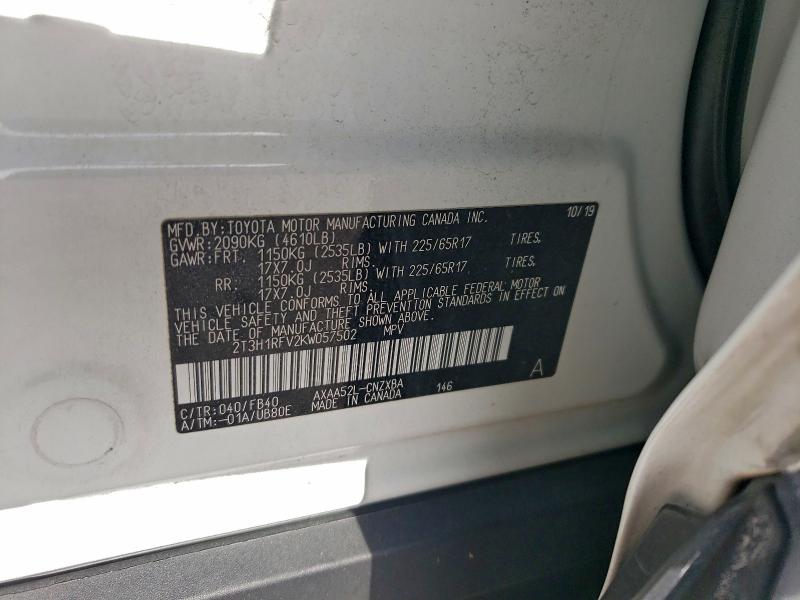 MFD.BY:TOYOTA MOTOR MANUFACTURING CANADA INC. 10/19
GVWR:2090KG (4610LB)
GAWR:FRT. 1150KG (2535LB) WITH 225/65R17 TIRES,
17X7.0J RIMS.
RR: 1150KG (2535LB) WITH 225/65R17 TIRES,
17X7.0J RIMS.
THIS VEHICLE CONFORMS TO ALL APPLICABLE FEDERAL MOTOR
VEHICLE SAFETY AND THEFT PREVENTION STANDARDS IN EFFECT ON
THE DATE OF MANUFACTURE SHOWN ABOVE.
2T3H1RFV2KW057502 MPV
A
C/TR:040/FB40 AXAA52L-CNZXBA 146
A/TM:-01A/UB80E MADE IN CANADA